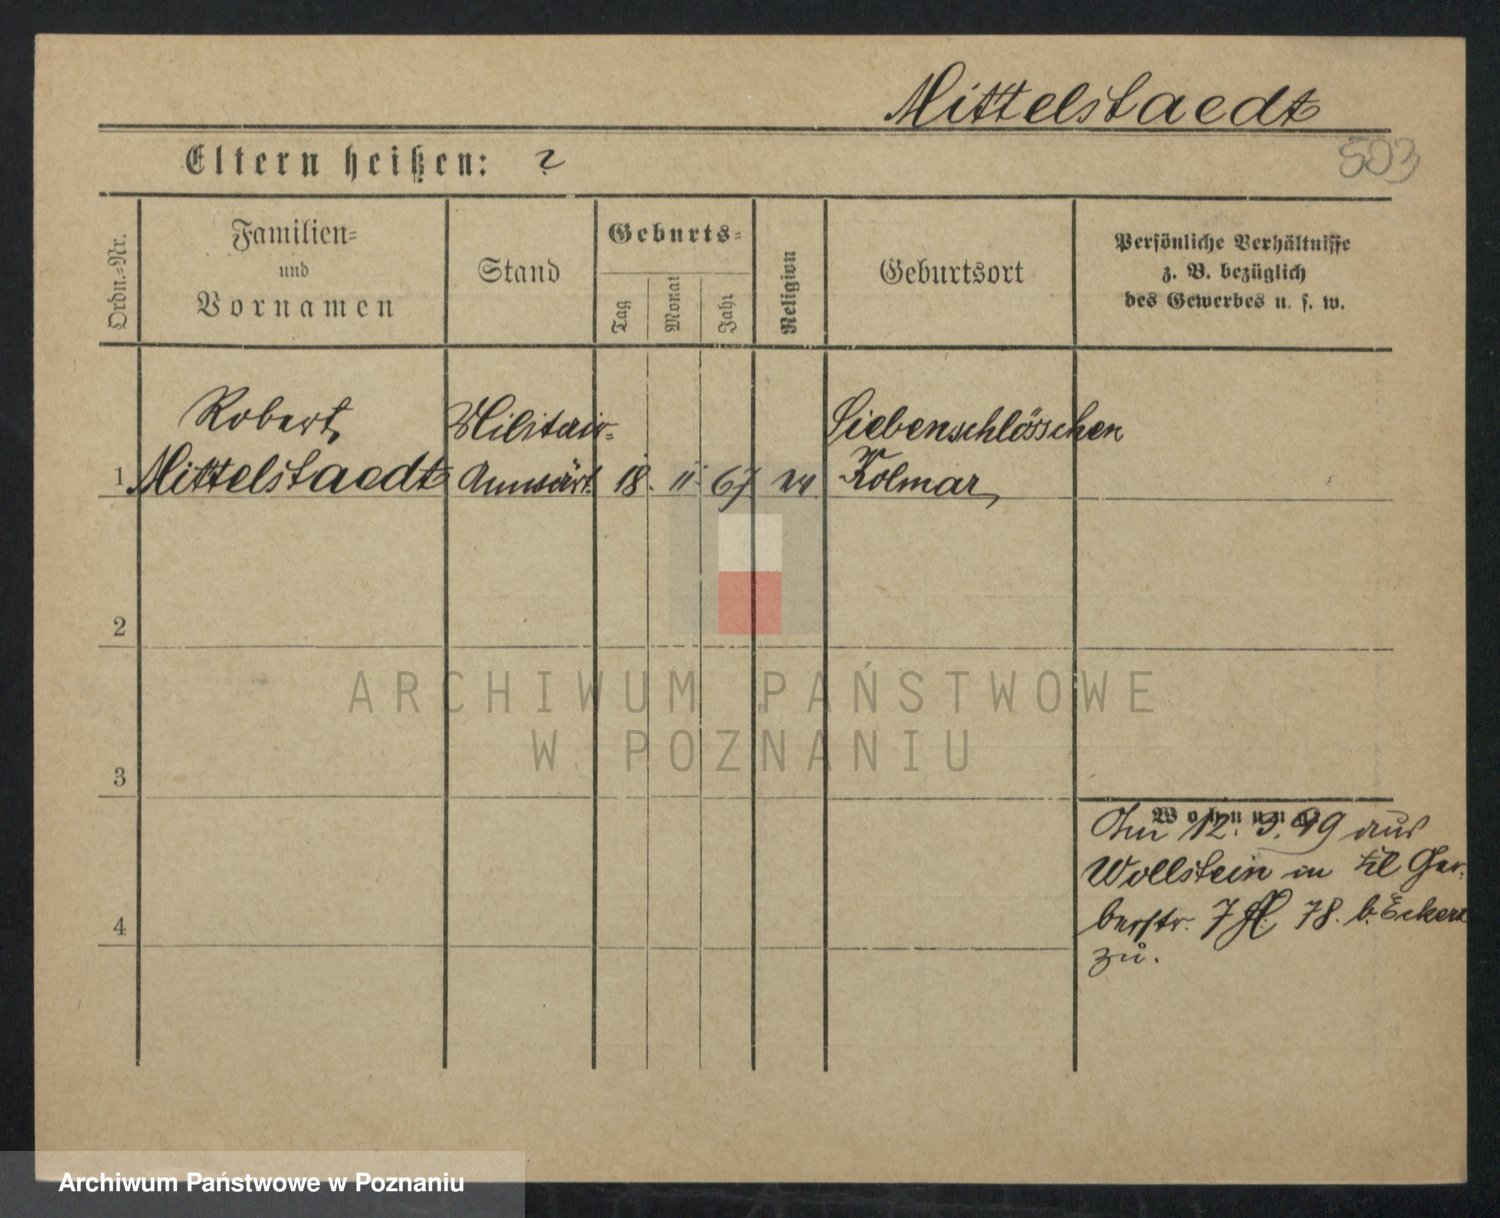 Mittelstaedt
503
Eltern heißen: ?
Ordn.=Nr.
Familien=
und
Vornamen
Stand
Geburts=
Tag
Monat
Jahr
Religion
Geburtsort
Persönliche Verhältnisse
z. B. bezüglich
des Gewerbes u. s. w.
Robert
Militair=
Siebenschlösschen
1 Mittelstaedt Anwärt. 18. 11. 67 Kolmar
2
ARCHIWUM PAŃSTWOWE
W POZNANIU
3
Wohnung
Am 12. 3. 99 aus
Wollstein in Kl Ger=
berstr. 7 78. b. Eckert
zu.
4
Archiwum Państwowe w Poznaniu